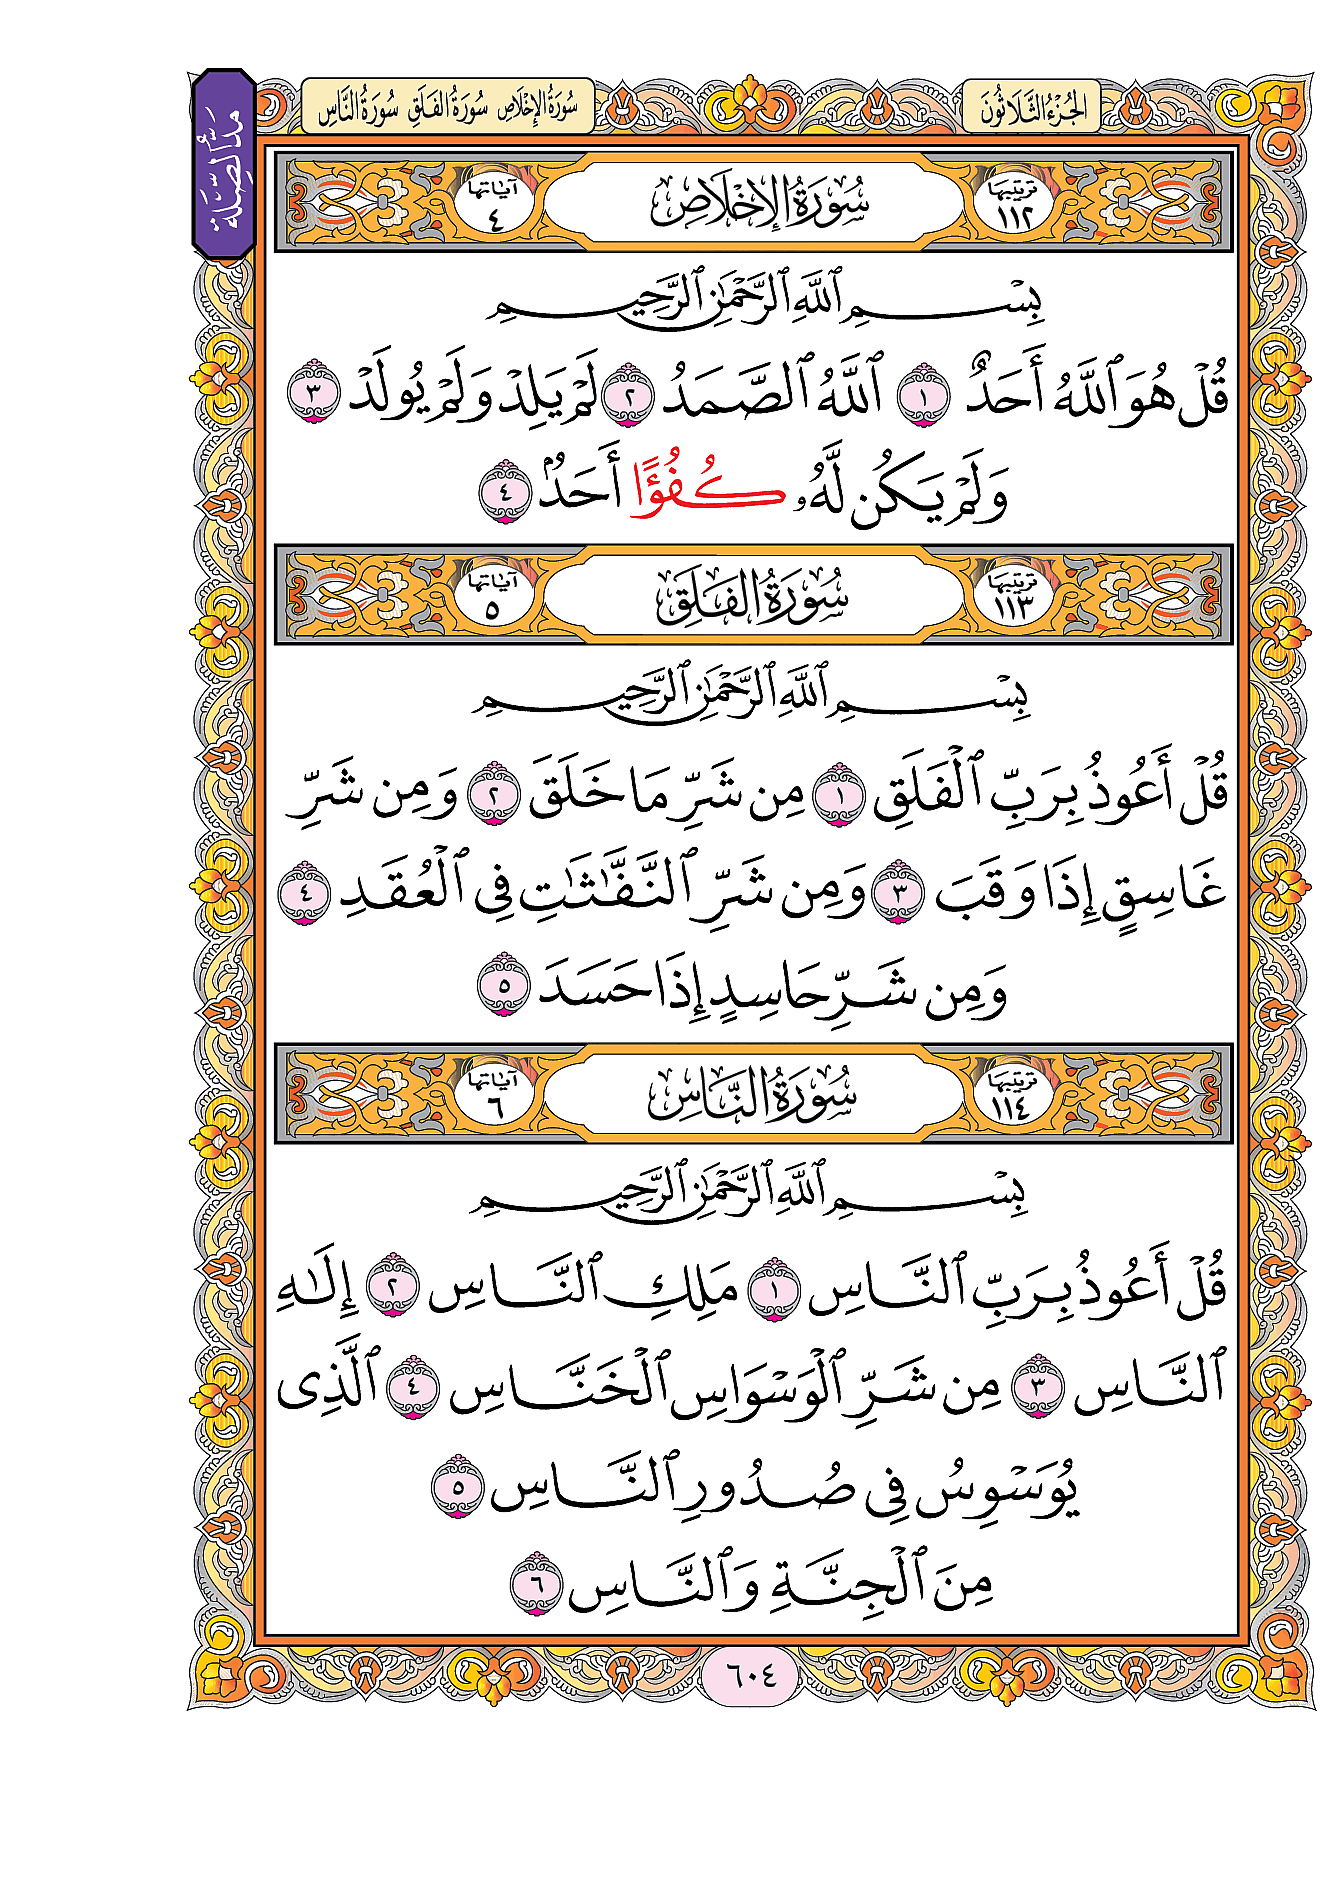 مَدُّ الصِّلَة
سُورَةُ الإِخْلَاصِ سُورَةُ الفَلَقِ سُورَةُ النَّاسِ
الجُزْءُ الثَّلَاثُونَ
ترتيبها ١١٢ سُورَةُ الإِخْلَاصِ آياتها ٤
بِسْمِ ٱللَّهِ ٱلرَّحْمَٰنِ ٱلرَّحِيمِ
قُلْ هُوَ ٱللَّهُ أَحَدٌ ١ ٱللَّهُ ٱلصَّمَدُ ٢ لَمْ يَلِدْ وَلَمْ يُولَدْ ٣
وَلَمْ يَكُن لَّهُۥ كُفُؤًا أَحَدٌۢ ٤
ترتيبها ١١٣ سُورَةُ الفَلَقِ آياتها ٥
بِسْمِ ٱللَّهِ ٱلرَّحْمَٰنِ ٱلرَّحِيمِ
قُلْ أَعُوذُ بِرَبِّ ٱلْفَلَقِ ١ مِن شَرِّ مَا خَلَقَ ٢ وَمِن شَرِّ
غَاسِقٍ إِذَا وَقَبَ ٣ وَمِن شَرِّ ٱلنَّفَّٰثَٰتِ فِى ٱلْعُقَدِ ٤
وَمِن شَرِّ حَاسِدٍ إِذَا حَسَدَ ٥
ترتيبها ١١٤ سُورَةُ النَّاسِ آياتها ٦
بِسْمِ ٱللَّهِ ٱلرَّحْمَٰنِ ٱلرَّحِيمِ
قُلْ أَعُوذُ بِرَبِّ ٱلنَّاسِ ١ مَلِكِ ٱلنَّاسِ ٢ إِلَٰهِ
ٱلنَّاسِ ٣ مِن شَرِّ ٱلْوَسْوَاسِ ٱلْخَنَّاسِ ٤ ٱلَّذِى
يُوَسْوِسُ فِى صُدُورِ ٱلنَّاسِ ٥
مِنَ ٱلْجِنَّةِ وَٱلنَّاسِ ٦
٦٠٤